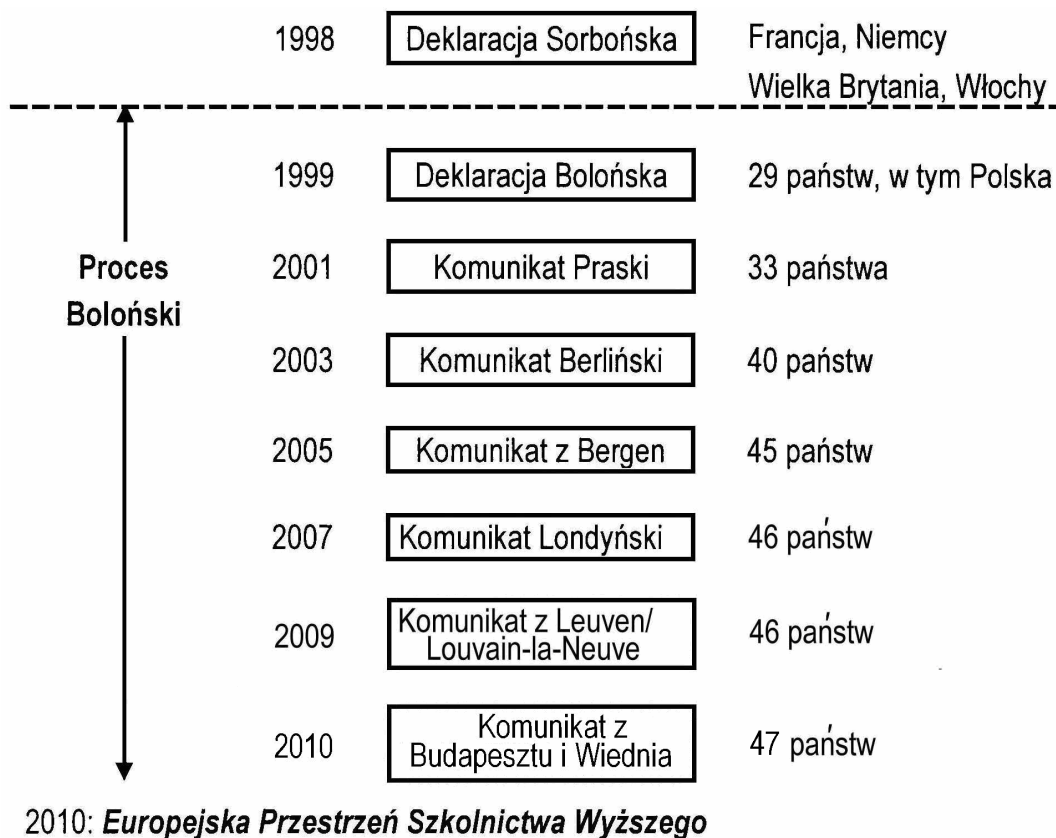 1998 Deklaracja Sorbońska Francja, Niemcy
Wielka Brytania, Włochy
1999 Deklaracja Bolońska 29 państw, w tym Polska
Proces
Boloński
2001 Komunikat Praski 33 państwa
2003 Komunikat Berliński 40 państw
2005 Komunikat z Bergen 45 państw
2007 Komunikat Londyński 46 państw
2009 Komunikat z Leuven/
Louvain-la-Neuve 46 państw
2010 Komunikat z
Budapesztu i Wiednia 47 państw
2010: Europejska Przestrzeń Szkolnictwa Wyższego